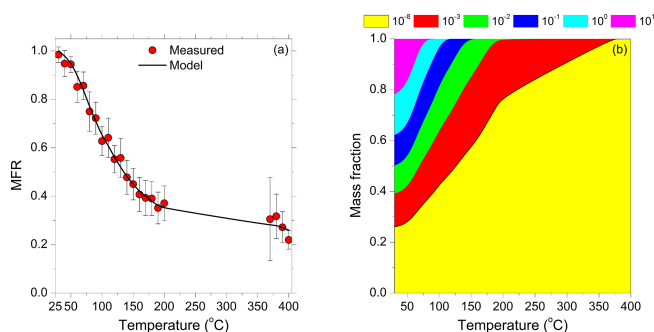 10⁻⁸ 10⁻³ 10⁻² 10⁻¹ 10⁰ 10¹
(a)
Measured
Model
MFR
1.0
0.8
0.6
0.4
0.2
0.0
25 50 100 150 200 250 300 350 400
Temperature (°C)
(b)
Mass fraction
1.0
0.8
0.6
0.4
0.2
0.0
50 100 150 200 250 300 350 400
Temperature (°C)